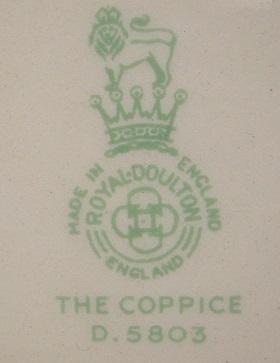 MADE IN ENGLAND
ROYAL·DOULTON
ENGLAND
THE COPPICE
D.5803